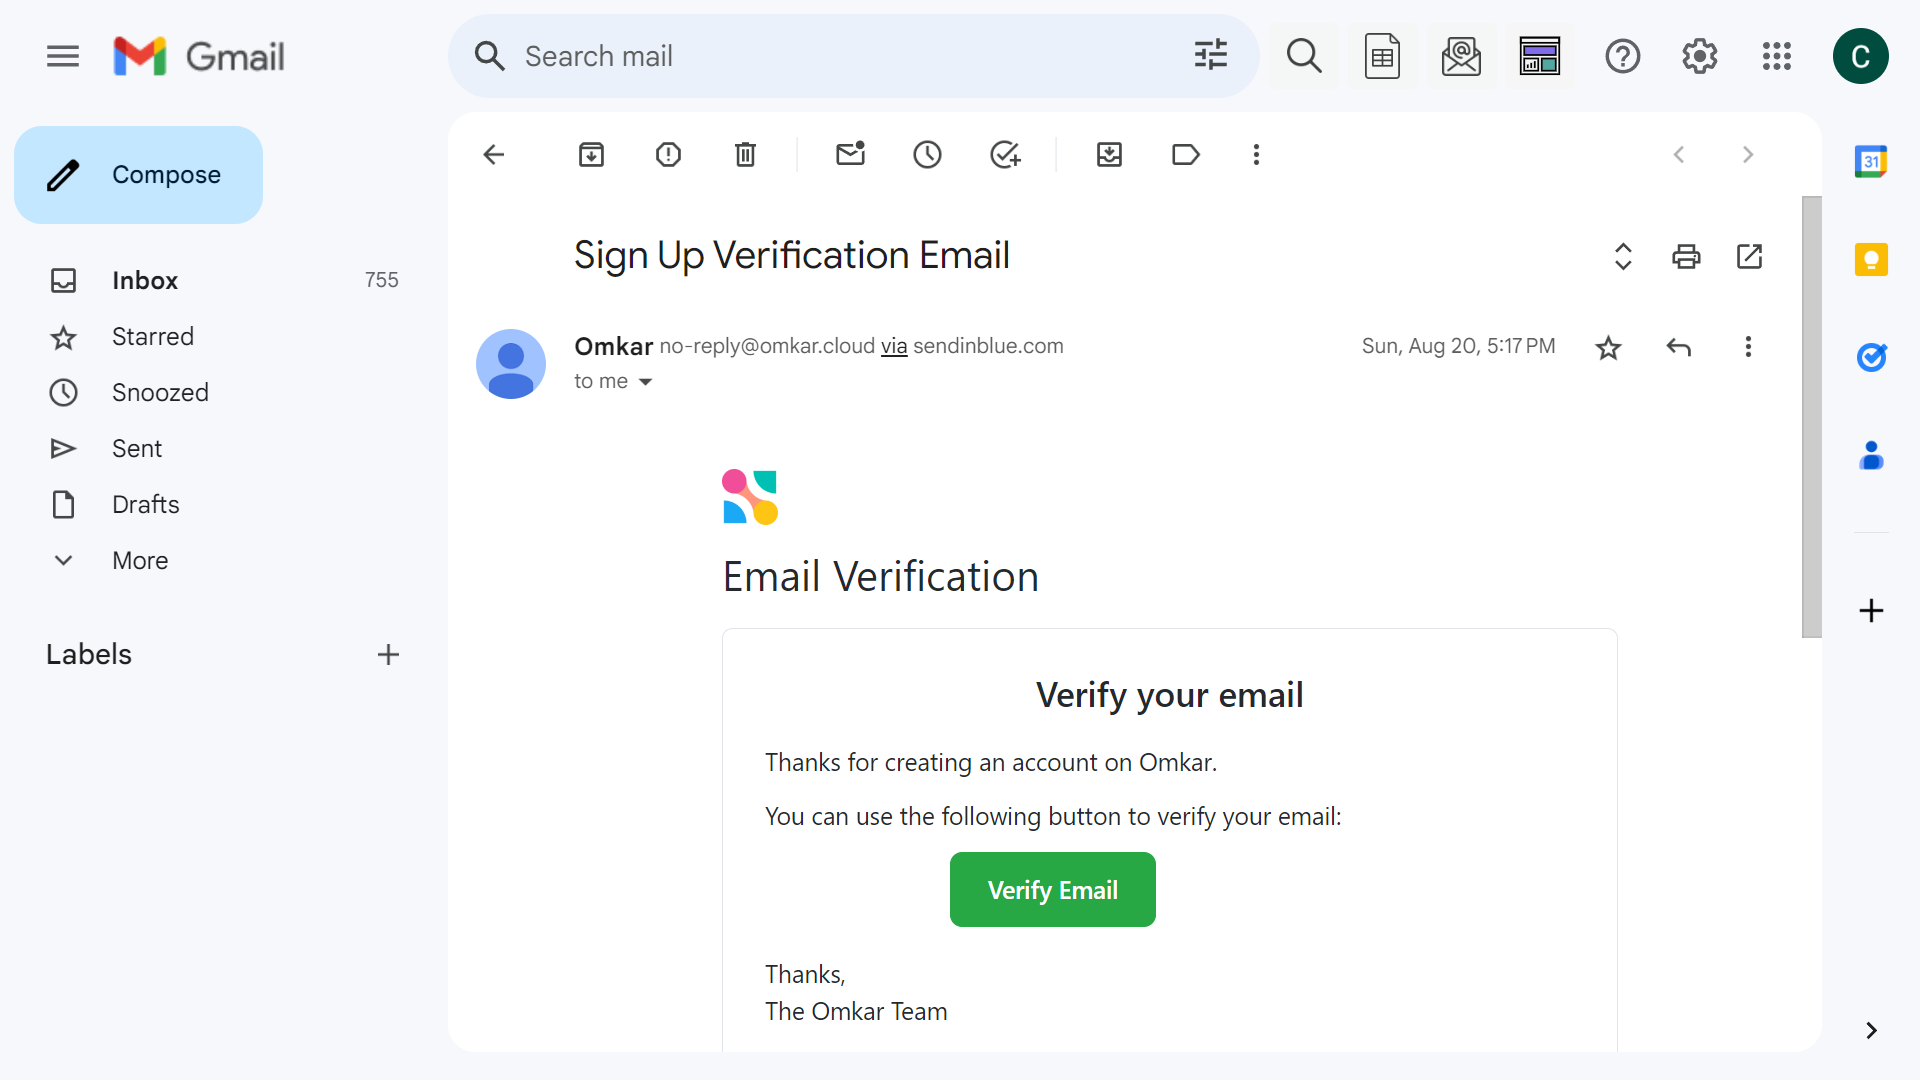 Gmail
Search mail
C
Compose
Inbox 755
Starred
Snoozed
Sent
Drafts
More
Labels
Sign Up Verification Email
Omkar no-reply@omkar.cloud via sendinblue.com
Sun, Aug 20, 5:17 PM
to me
Email Verification
Verify your email
Thanks for creating an account on Omkar.
You can use the following button to verify your email:
Verify Email
Thanks,
The Omkar Team
31